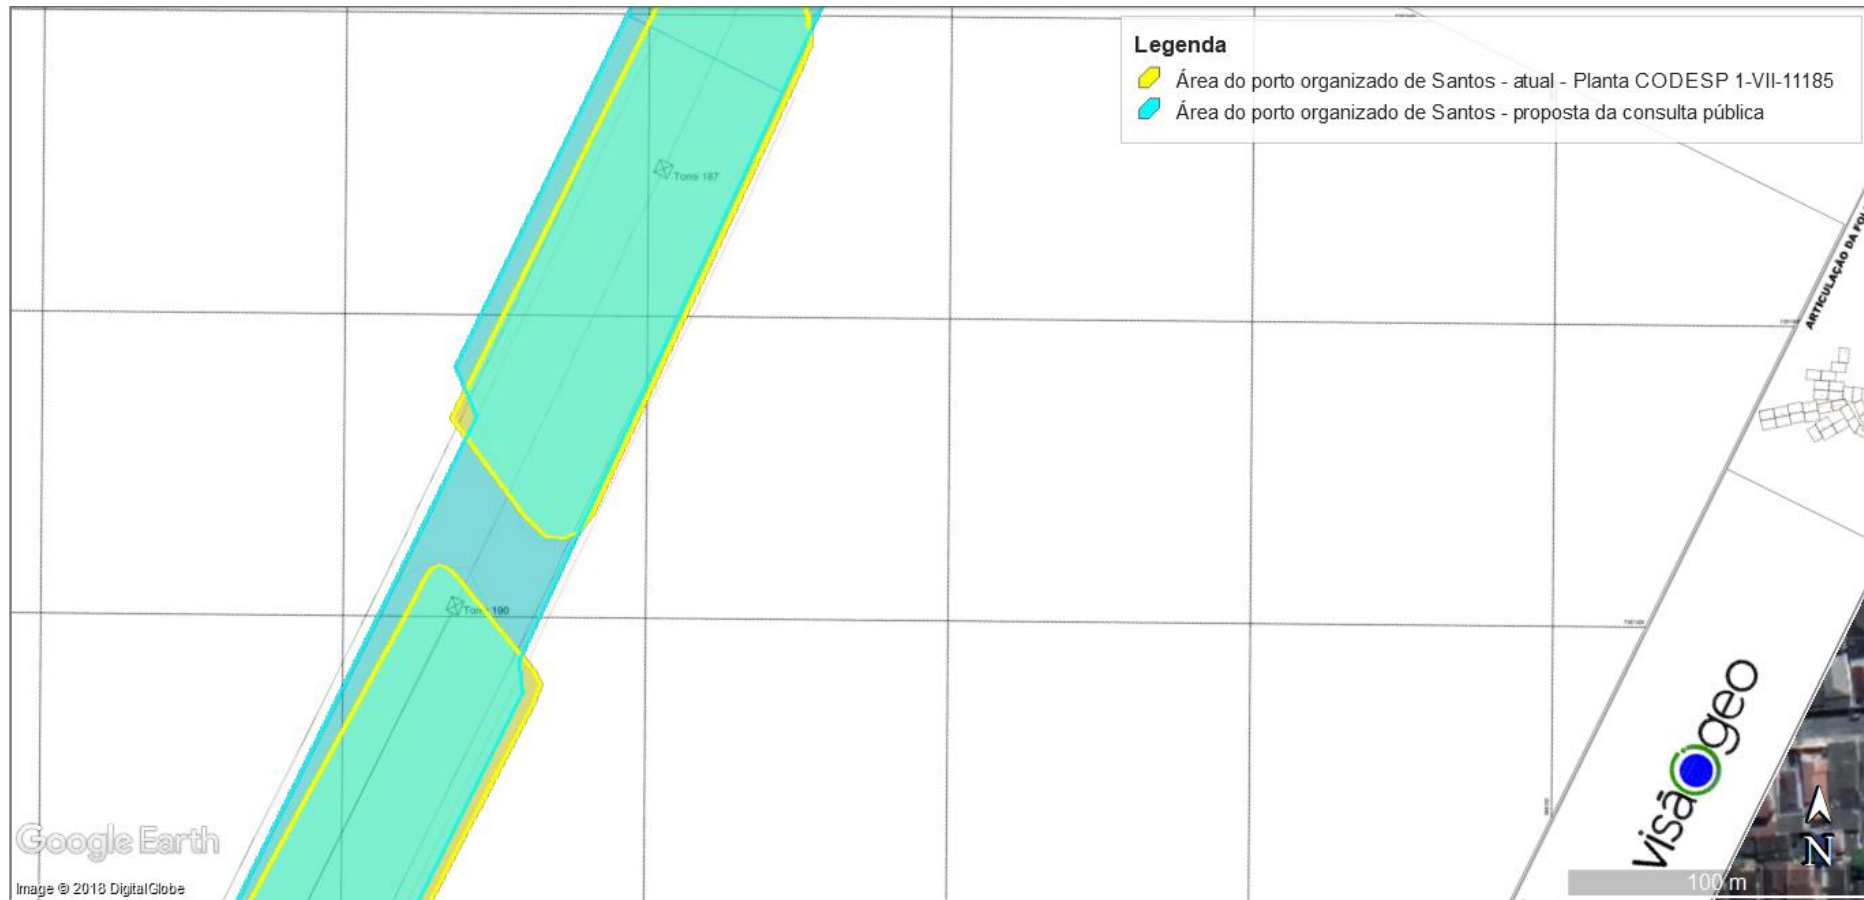 Legenda
Área do porto organizado de Santos - atual - Planta CODESP 1-VII-11185
Área do porto organizado de Santos - proposta da consulta pública
Torre 187
ARTICULAÇÃO DA
Torre 190
visãogeo
Google Earth
N
Image © 2018 DigitalGlobe
100 m